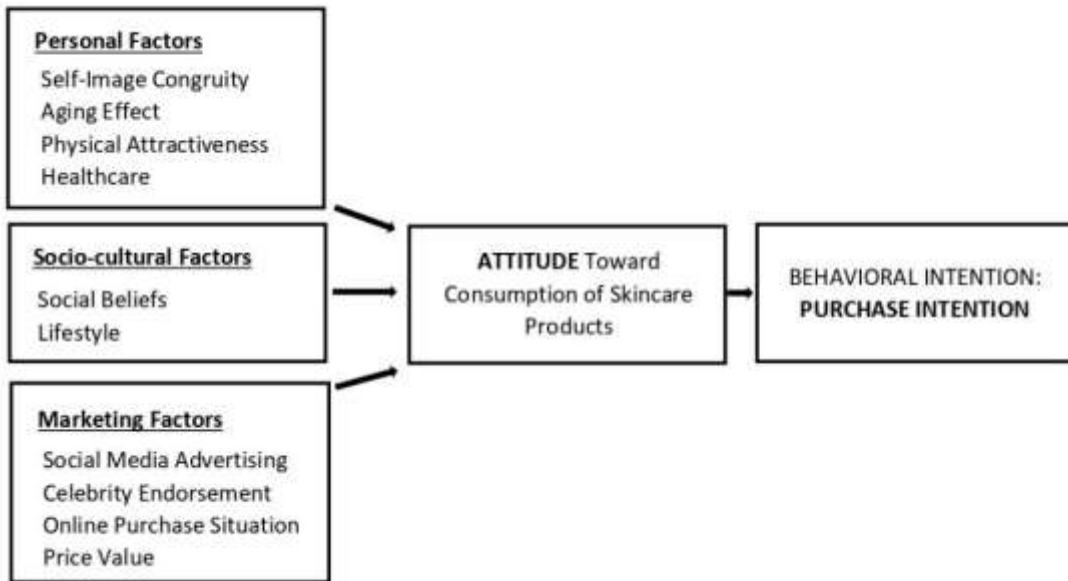 Personal Factors
Self-Image Congruity
Aging Effect
Physical Attractiveness
Healthcare
Socio-cultural Factors
Social Beliefs
Lifestyle
Marketing Factors
Social Media Advertising
Celebrity Endorsement
Online Purchase Situation
Price Value
ATTITUDE Toward
Consumption of Skincare
Products
BEHAVIORAL INTENTION:
PURCHASE INTENTION